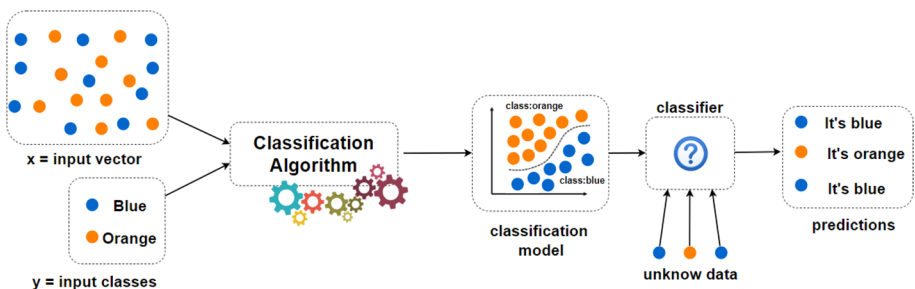 x = input vector
Blue
Orange
y = input classes
Classification
Algorithm
class:orange
class:blue
classification
model
classifier
?
unknow data
It's blue
It's orange
It's blue
predictions